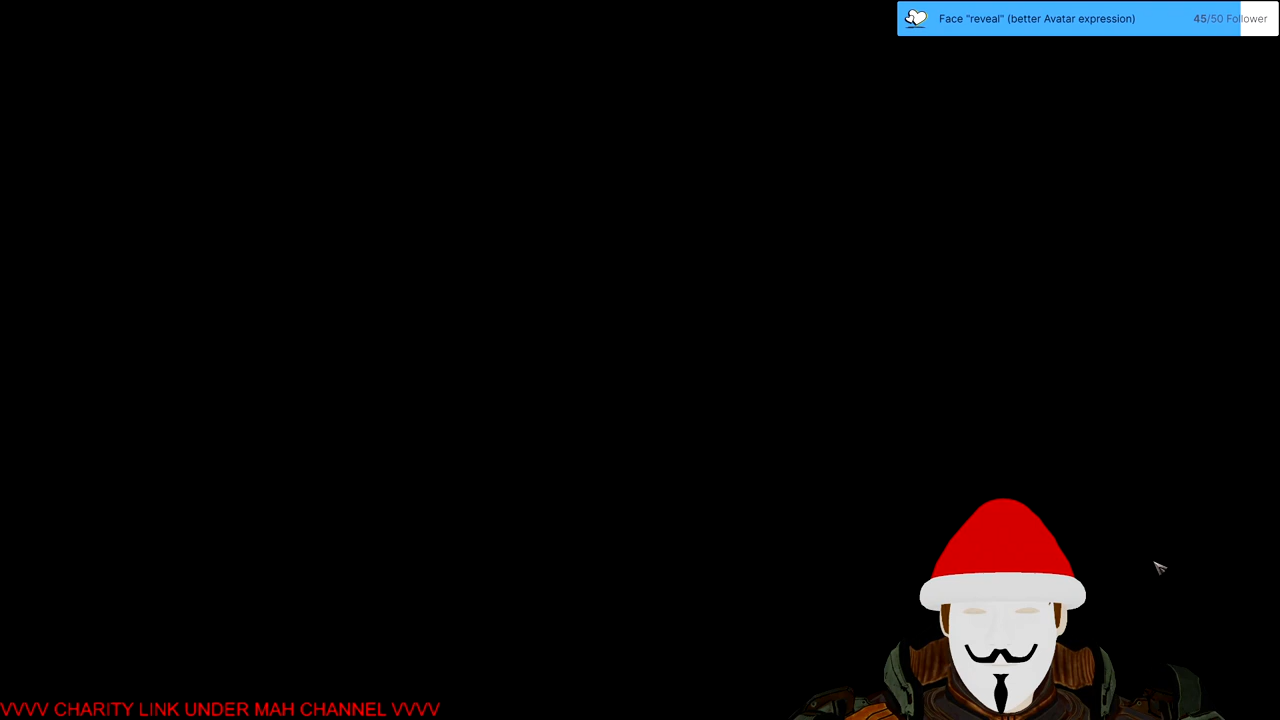 Face "reveal" (better Avatar expression) 45/50 Follower
VVVV CHARITY LINK UNDER MAH CHANNEL VVVV